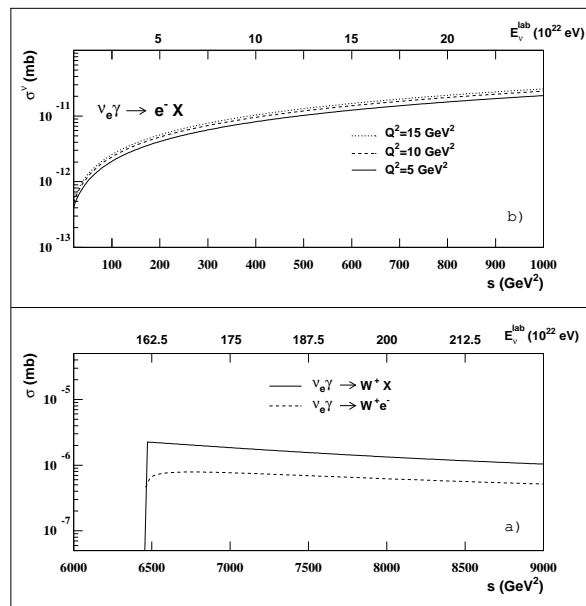 E_ν^lab (10^22 eV)
5 10 15 20
σ^ν (mb)
10^-11
10^-12
10^-13
ν_e γ → e^- X
Q^2=15 GeV^2
Q^2=10 GeV^2
Q^2=5 GeV^2
b)
100 200 300 400 500 600 700 800 900 1000
s (GeV^2)
E_ν^lab (10^22 eV)
162.5 175 187.5 200 212.5
σ (mb)
10^-5
10^-6
10^-7
ν_e γ → W^+ X
ν_e γ → W^+ e^-
a)
6000 6500 7000 7500 8000 8500 9000
s (GeV^2)